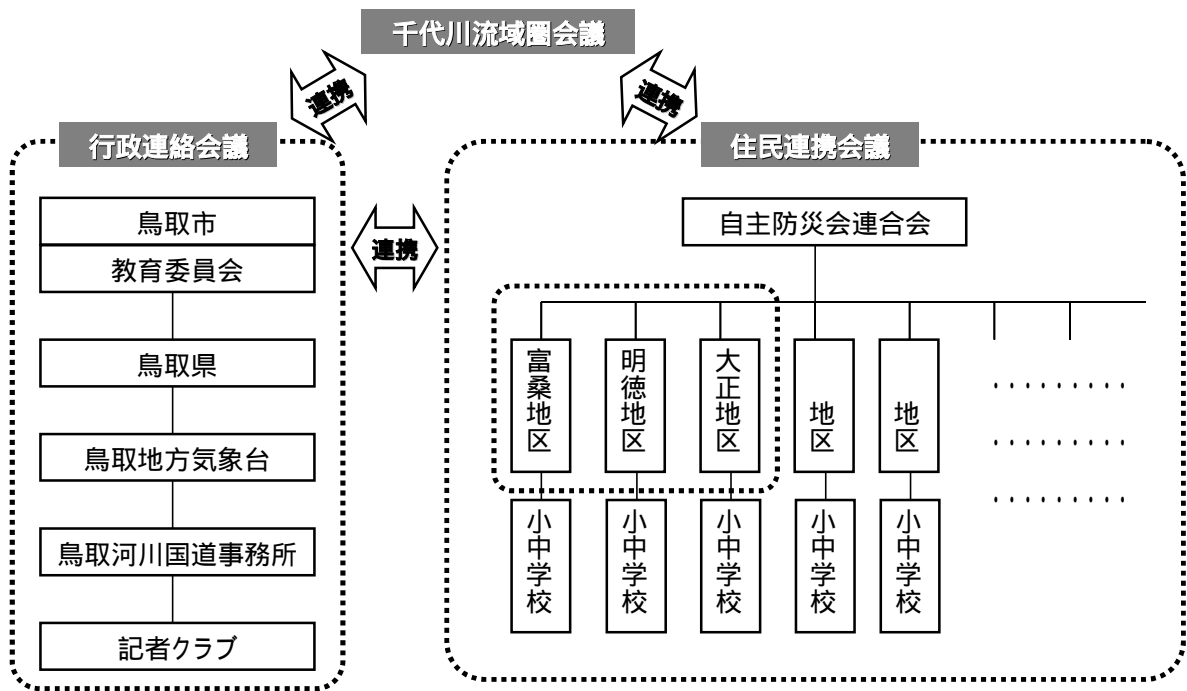 千代川流域圏会議
連携
連携
行政連絡会議
住民連携会議
鳥取市
教育委員会
鳥取県
鳥取地方気象台
鳥取河川国道事務所
記者クラブ
連携
自主防災会連合会
富桑地区
明徳地区
大正地区
地区
地区
・・・・・・・・・
・・・・・・・・・
・・・・・・・・・
小中学校
小中学校
小中学校
小中学校
小中学校